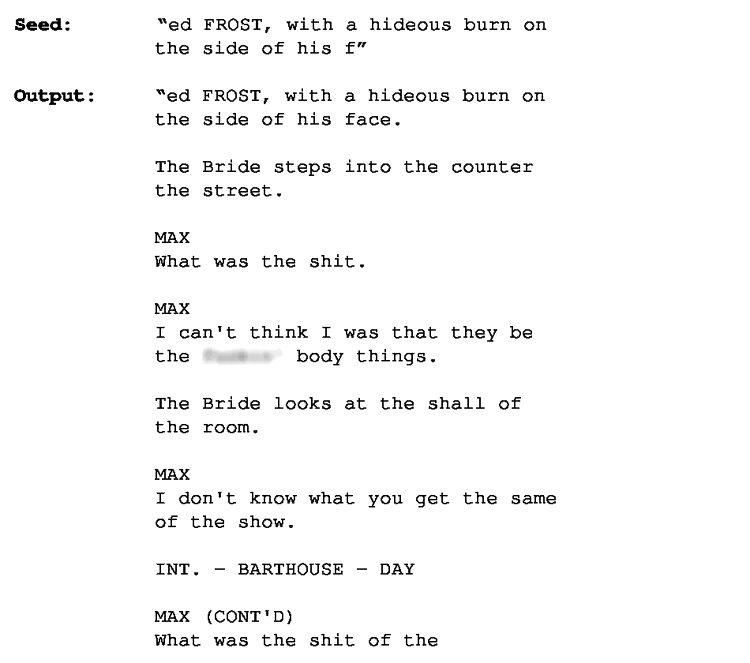 Seed: "ed FROST, with a hideous burn on
the side of his f"
Output: "ed FROST, with a hideous burn on
the side of his face.
The Bride steps into the counter
the street.
MAX
What was the shit.
MAX
I can't think I was that they be
the body things.
The Bride looks at the shall of
the room.
MAX
I don't know what you get the same
of the show.
INT. – BARTHOUSE – DAY
MAX (CONT'D)
What was the shit of the